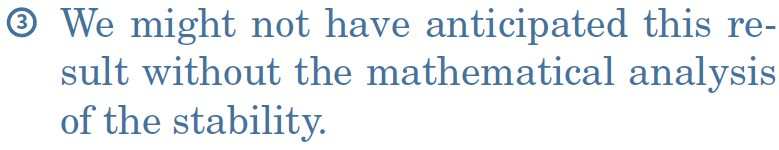 ③ We might not have anticipated this re-
sult without the mathematical analysis
of the stability.